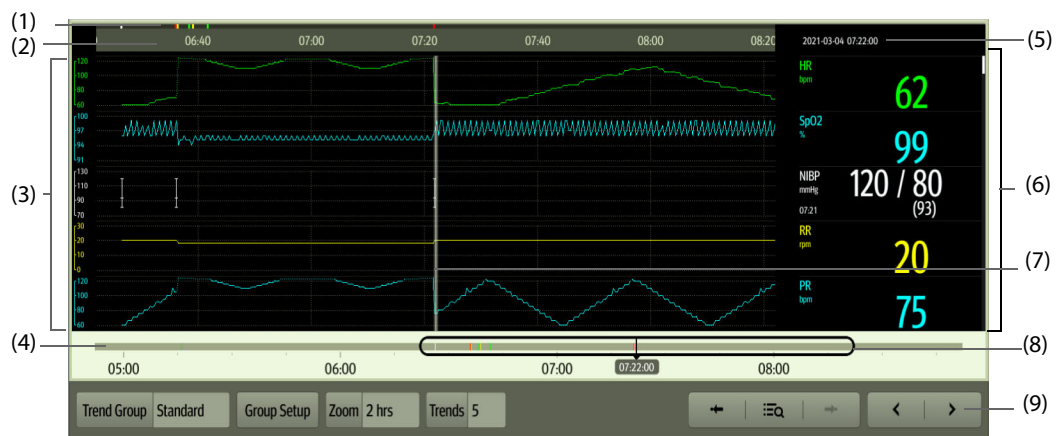 (1)
(2)
06:40 07:00 07:20 07:40 08:00 08:20
2021-03-04 07:22:00
(5)
(3)
120
100
80
60
100
97
94
91
130
110
90
70
30
20
10
0
120
100
80
60
HR
bpm
62
SpO2
%
99
NIBP
mmHg
07:21
120 / 80
(93)
RR
rpm
20
PR
bpm
75
(6)
(7)
(4)
(8)
05:00 06:00 07:00 07:22:00 08:00
Trend Group Standard Group Setup Zoom 2 hrs Trends 5
(9)